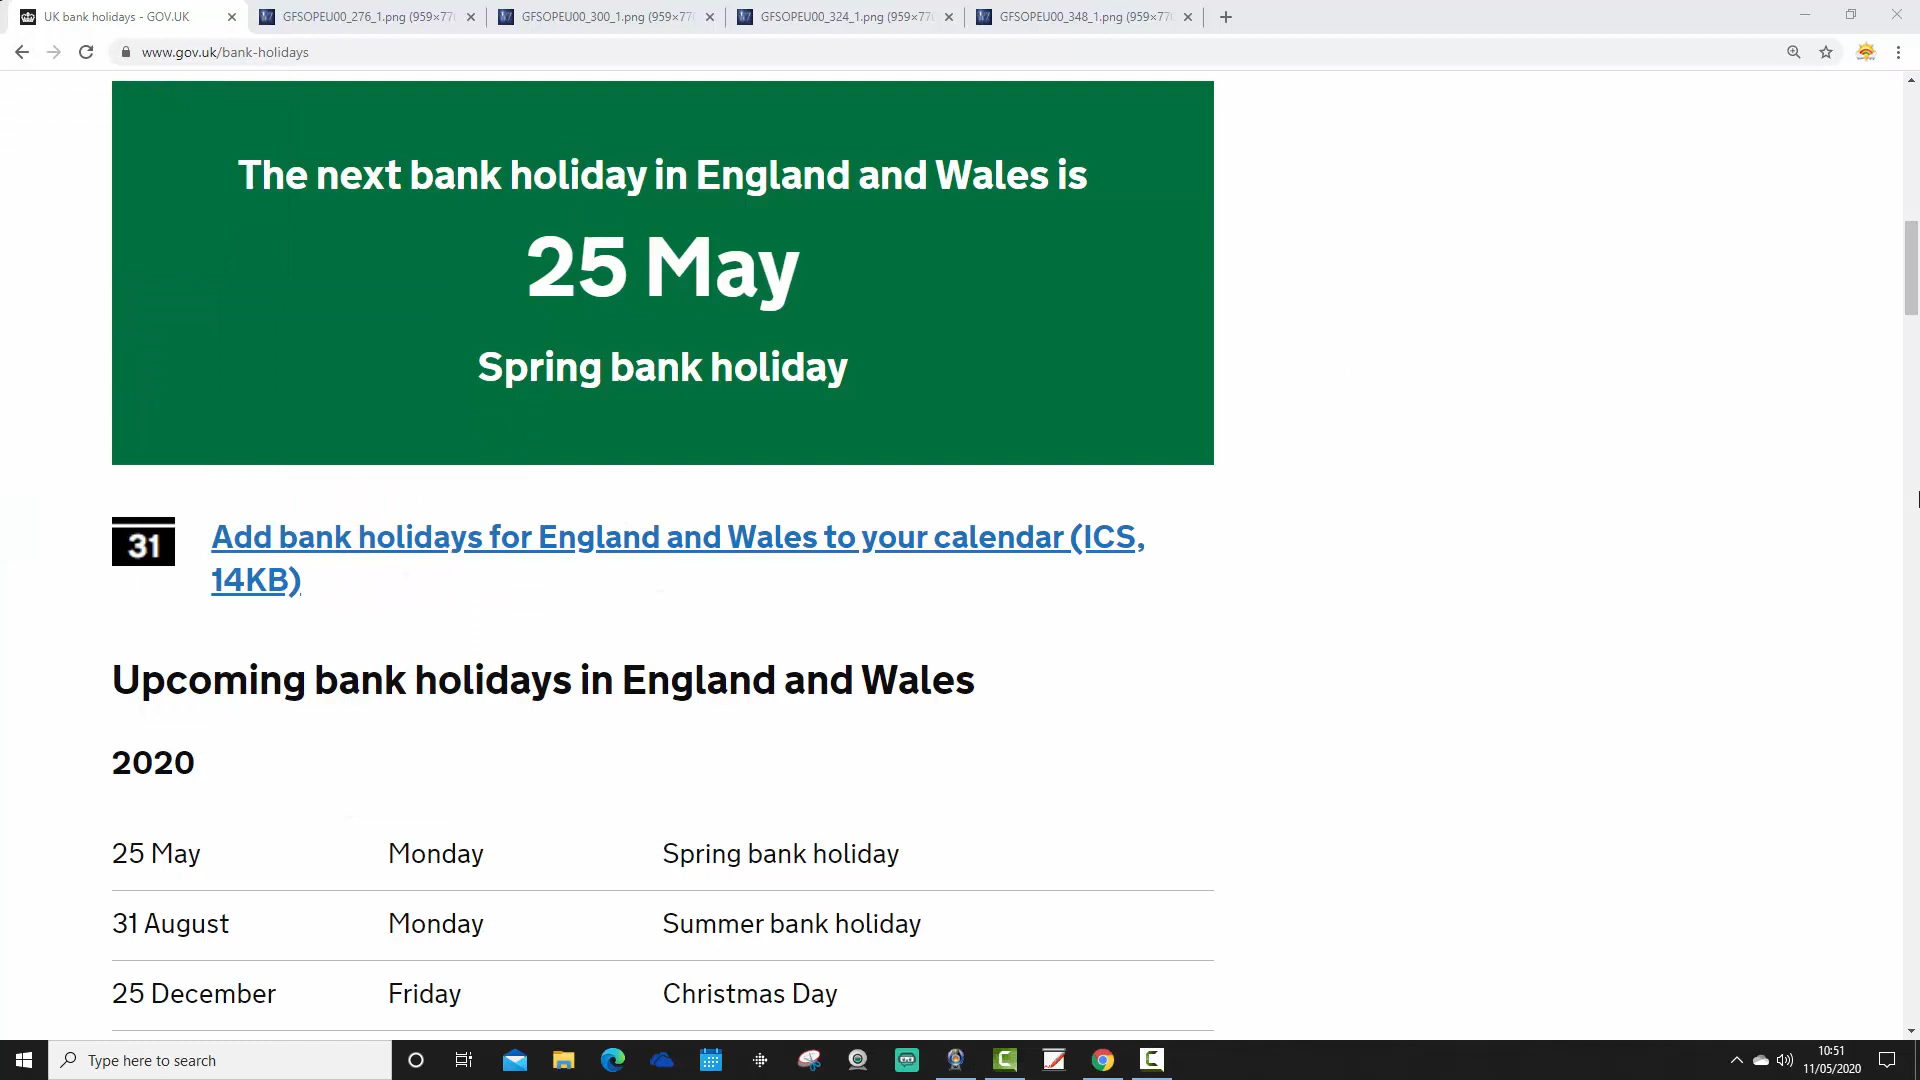 UK bank holidays - GOV.UK
GFSOPEU00_276_1.png (959×77
GFSOPEU00_300_1.png (959×77
GFSOPEU00_324_1.png (959×77
GFSOPEU00_348_1.png (959×77
www.gov.uk/bank-holidays
The next bank holiday in England and Wales is
25 May
Spring bank holiday
31
Add bank holidays for England and Wales to your calendar (ICS,
14KB)
Upcoming bank holidays in England and Wales
2020
25 May Monday Spring bank holiday
31 August Monday Summer bank holiday
25 December Friday Christmas Day
Type here to search
10:51
11/05/2020